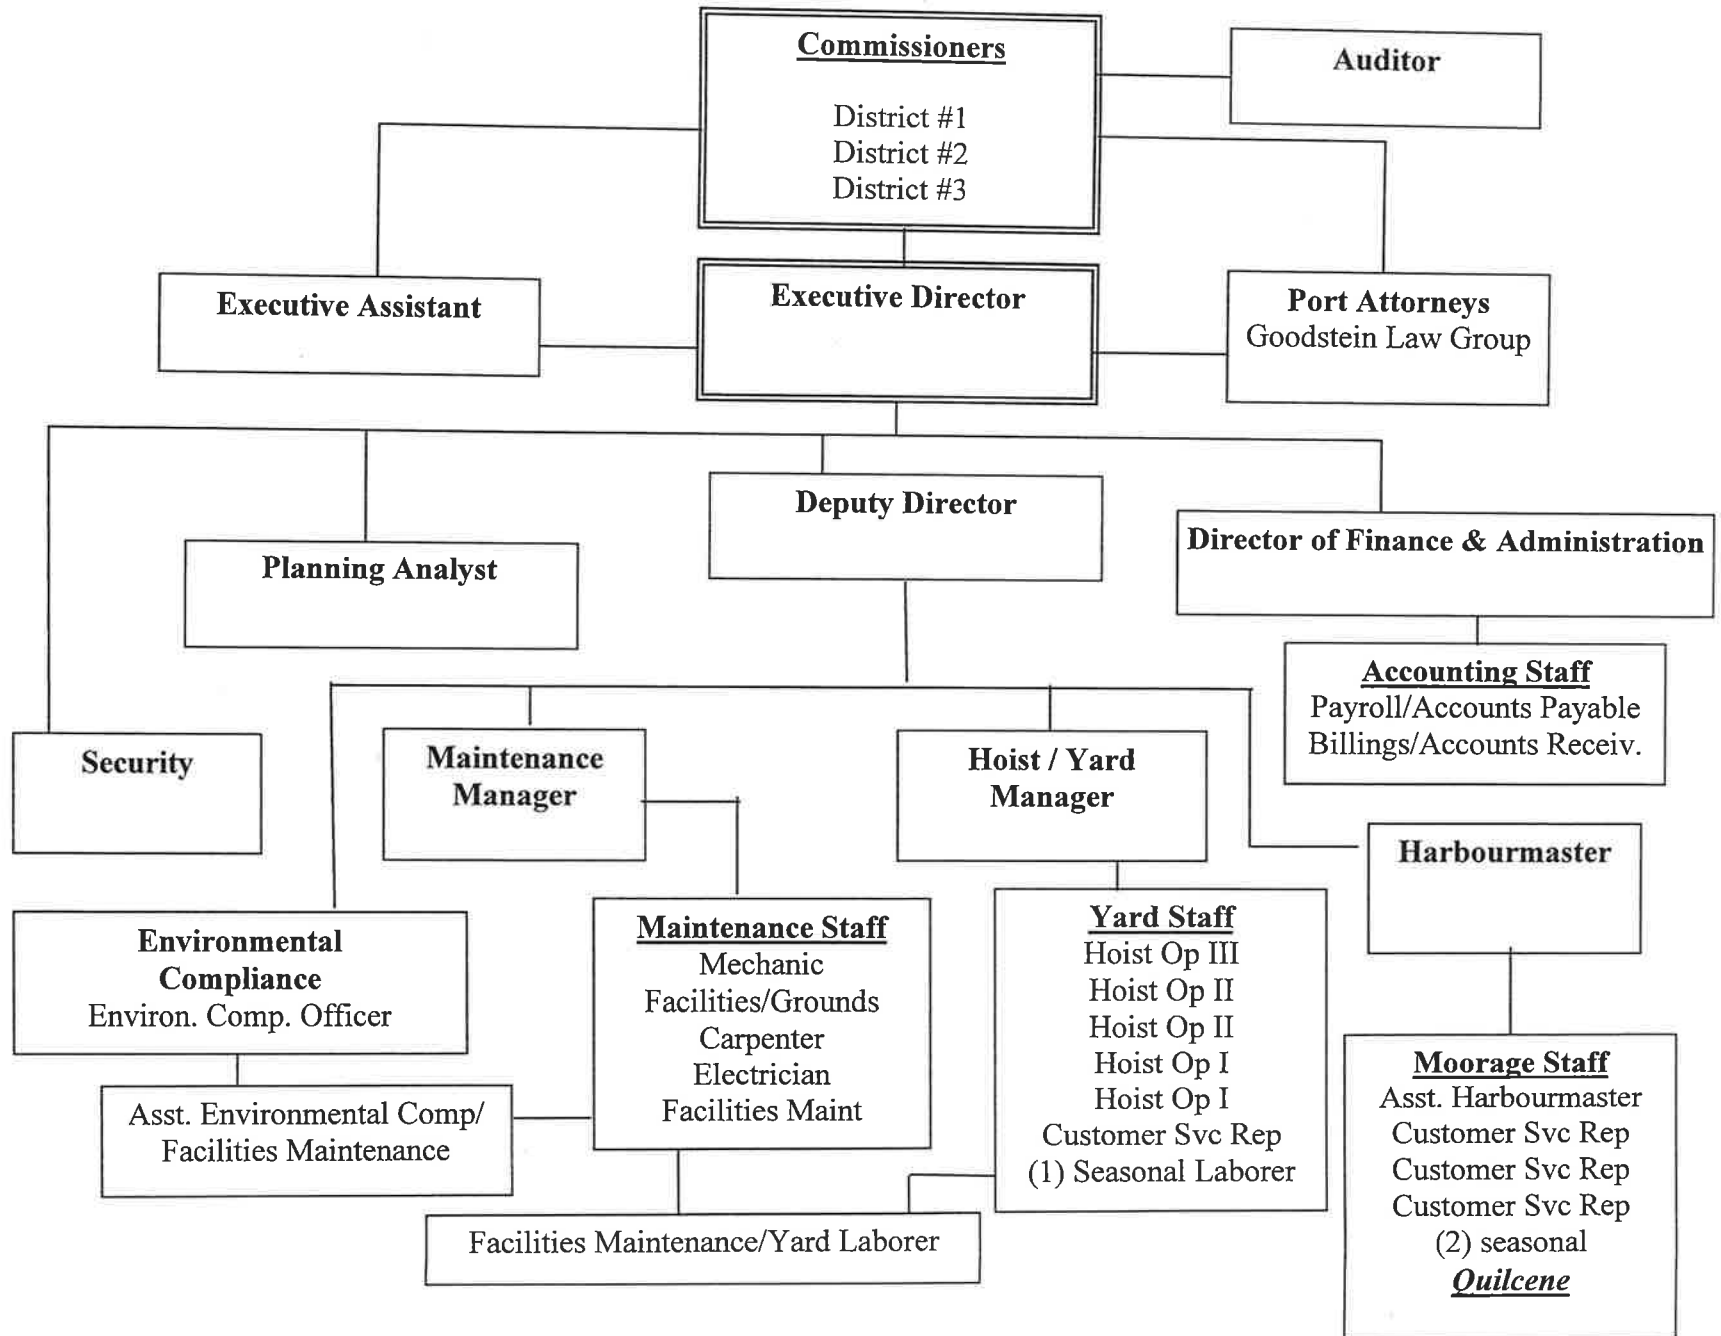 Commissioners
District #1
District #2
District #3
Auditor
Executive Assistant
Executive Director
Port Attorneys
Goodstein Law Group
Deputy Director
Director of Finance & Administration
Planning Analyst
Accounting Staff
Payroll/Accounts Payable
Billings/Accounts Receiv.
Security
Maintenance
Manager
Hoist / Yard
Manager
Harbourmaster
Environmental
Compliance
Environ. Comp. Officer
Maintenance Staff
Mechanic
Facilities/Grounds
Carpenter
Electrician
Facilities Maint
Yard Staff
Hoist Op III
Hoist Op II
Hoist Op II
Hoist Op I
Hoist Op I
Customer Svc Rep
(1) Seasonal Laborer
Moorage Staff
Asst. Harbourmaster
Customer Svc Rep
Customer Svc Rep
Customer Svc Rep
(2) seasonal
Quilcene
Asst. Environmental Comp/
Facilities Maintenance
Facilities Maintenance/Yard Laborer